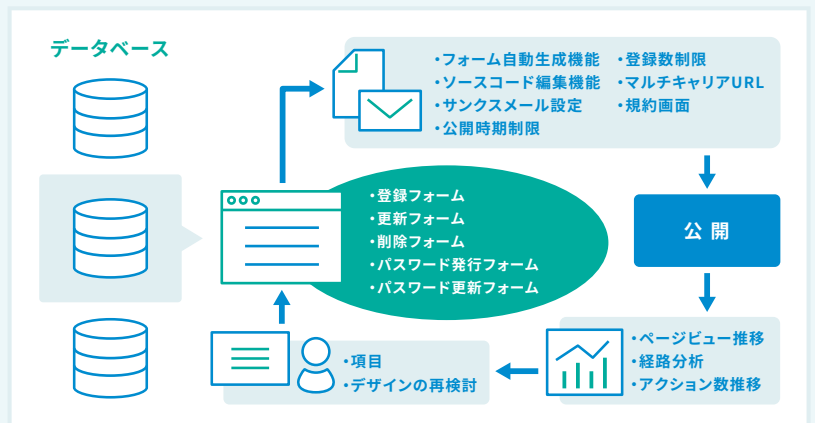 データベース
・フォーム自動生成機能
・ソースコード編集機能
・サンクスメール設定
・公開時期制限
・登録数制限
・マルチキャリアURL
・規約画面
・登録フォーム
・更新フォーム
・削除フォーム
・パスワード発行フォーム
・パスワード更新フォーム
公開
・ページビュー推移
・経路分析
・アクション数推移
・項目
・デザインの再検討